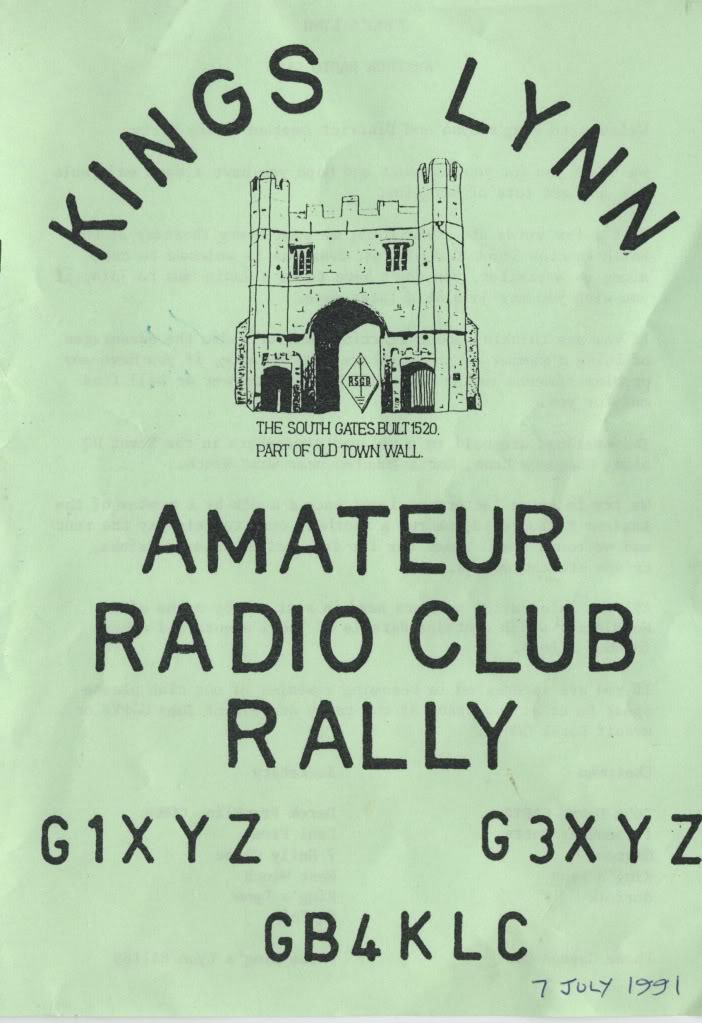 KINGS LYNN
R.S.G.B
THE SOUTH GATES.BUILT 1520.
PART OF OLD TOWN WALL.
AMATEUR
RADIO CLUB
RALLY
G1XYZ G3XYZ
GB4KLC
7 JULY 1991